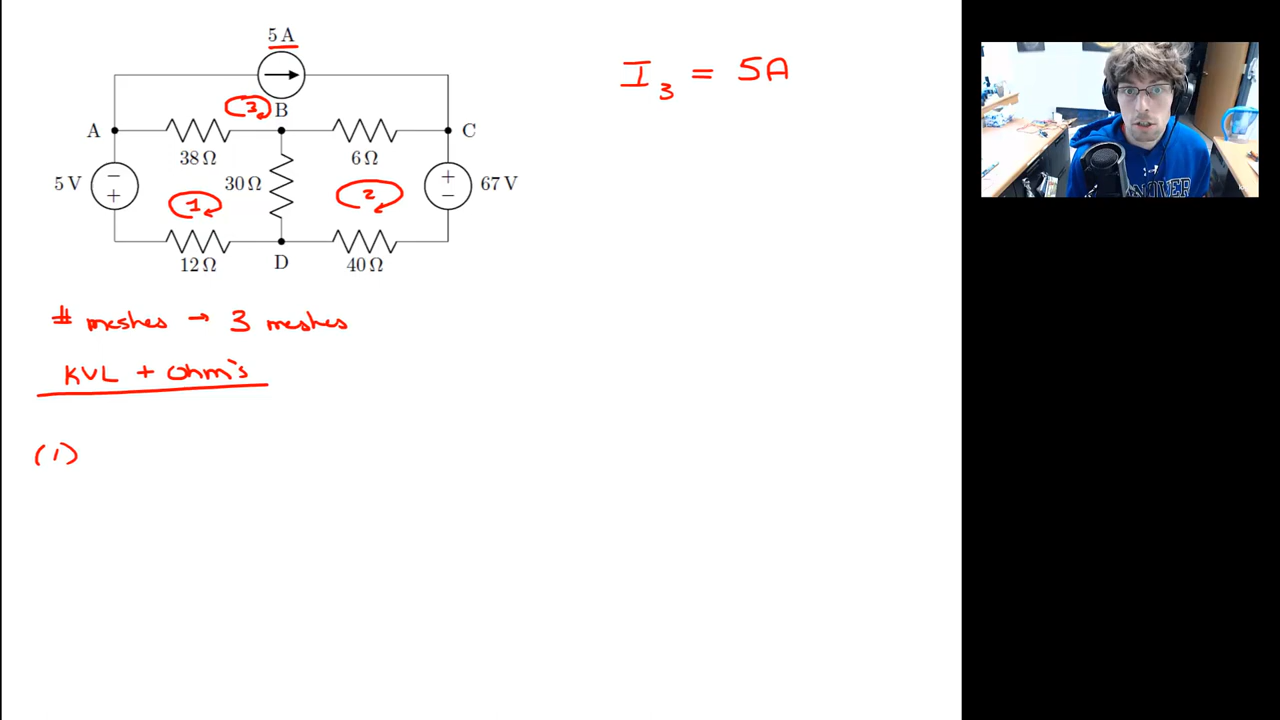 5 A
I3 = 5A
3
B
A
C
38 Ω
6 Ω
5 V
−
+
30 Ω
1
2
+
−
67 V
12 Ω
D
40 Ω
# meshes → 3 meshes
KVL + Ohm's
(1)